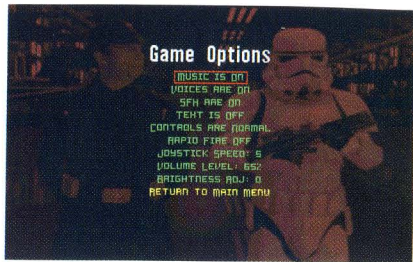 Game Options
MUSIC IS ON
VOICES ARE ON
SFX ARE ON
TEXT IS OFF
CONTROLS ARE NORMAL
RAPID FIRE OFF
JOYSTICK SPEED: 5
VOLUME LEVEL: 65%
BRIGHTNESS ADJ: 0
RETURN TO MAIN MENU